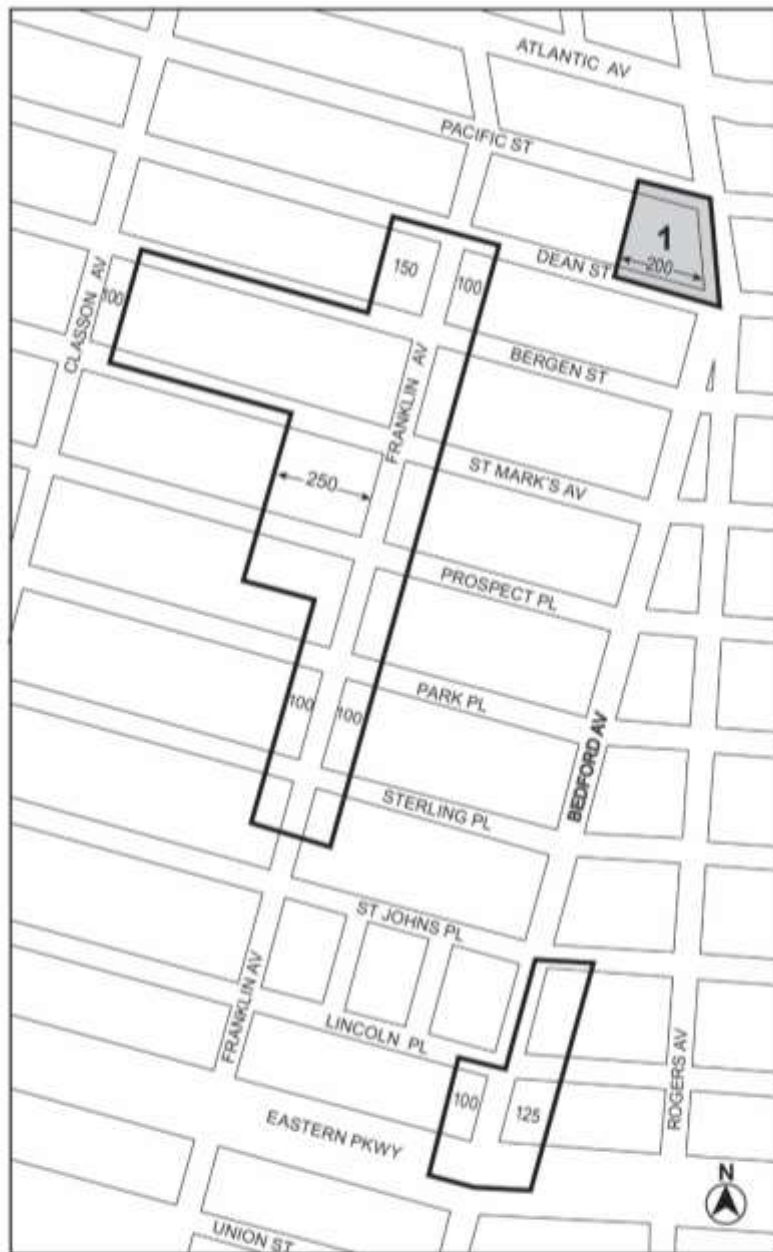 ATLANTIC AV
PACIFIC ST
1
200
DEAN ST
150
100
CLASSON AV
100
BERGEN ST
FRANKLIN AV
ST MARK'S AV
250
PROSPECT PL
PARK PL
100
100
BEDFORD AV
STERLING PL
ST JOHNS PL
FRANKLIN AV
LINCOLN PL
ROGERS AV
100
125
EASTERN PKWY
N
UNION ST